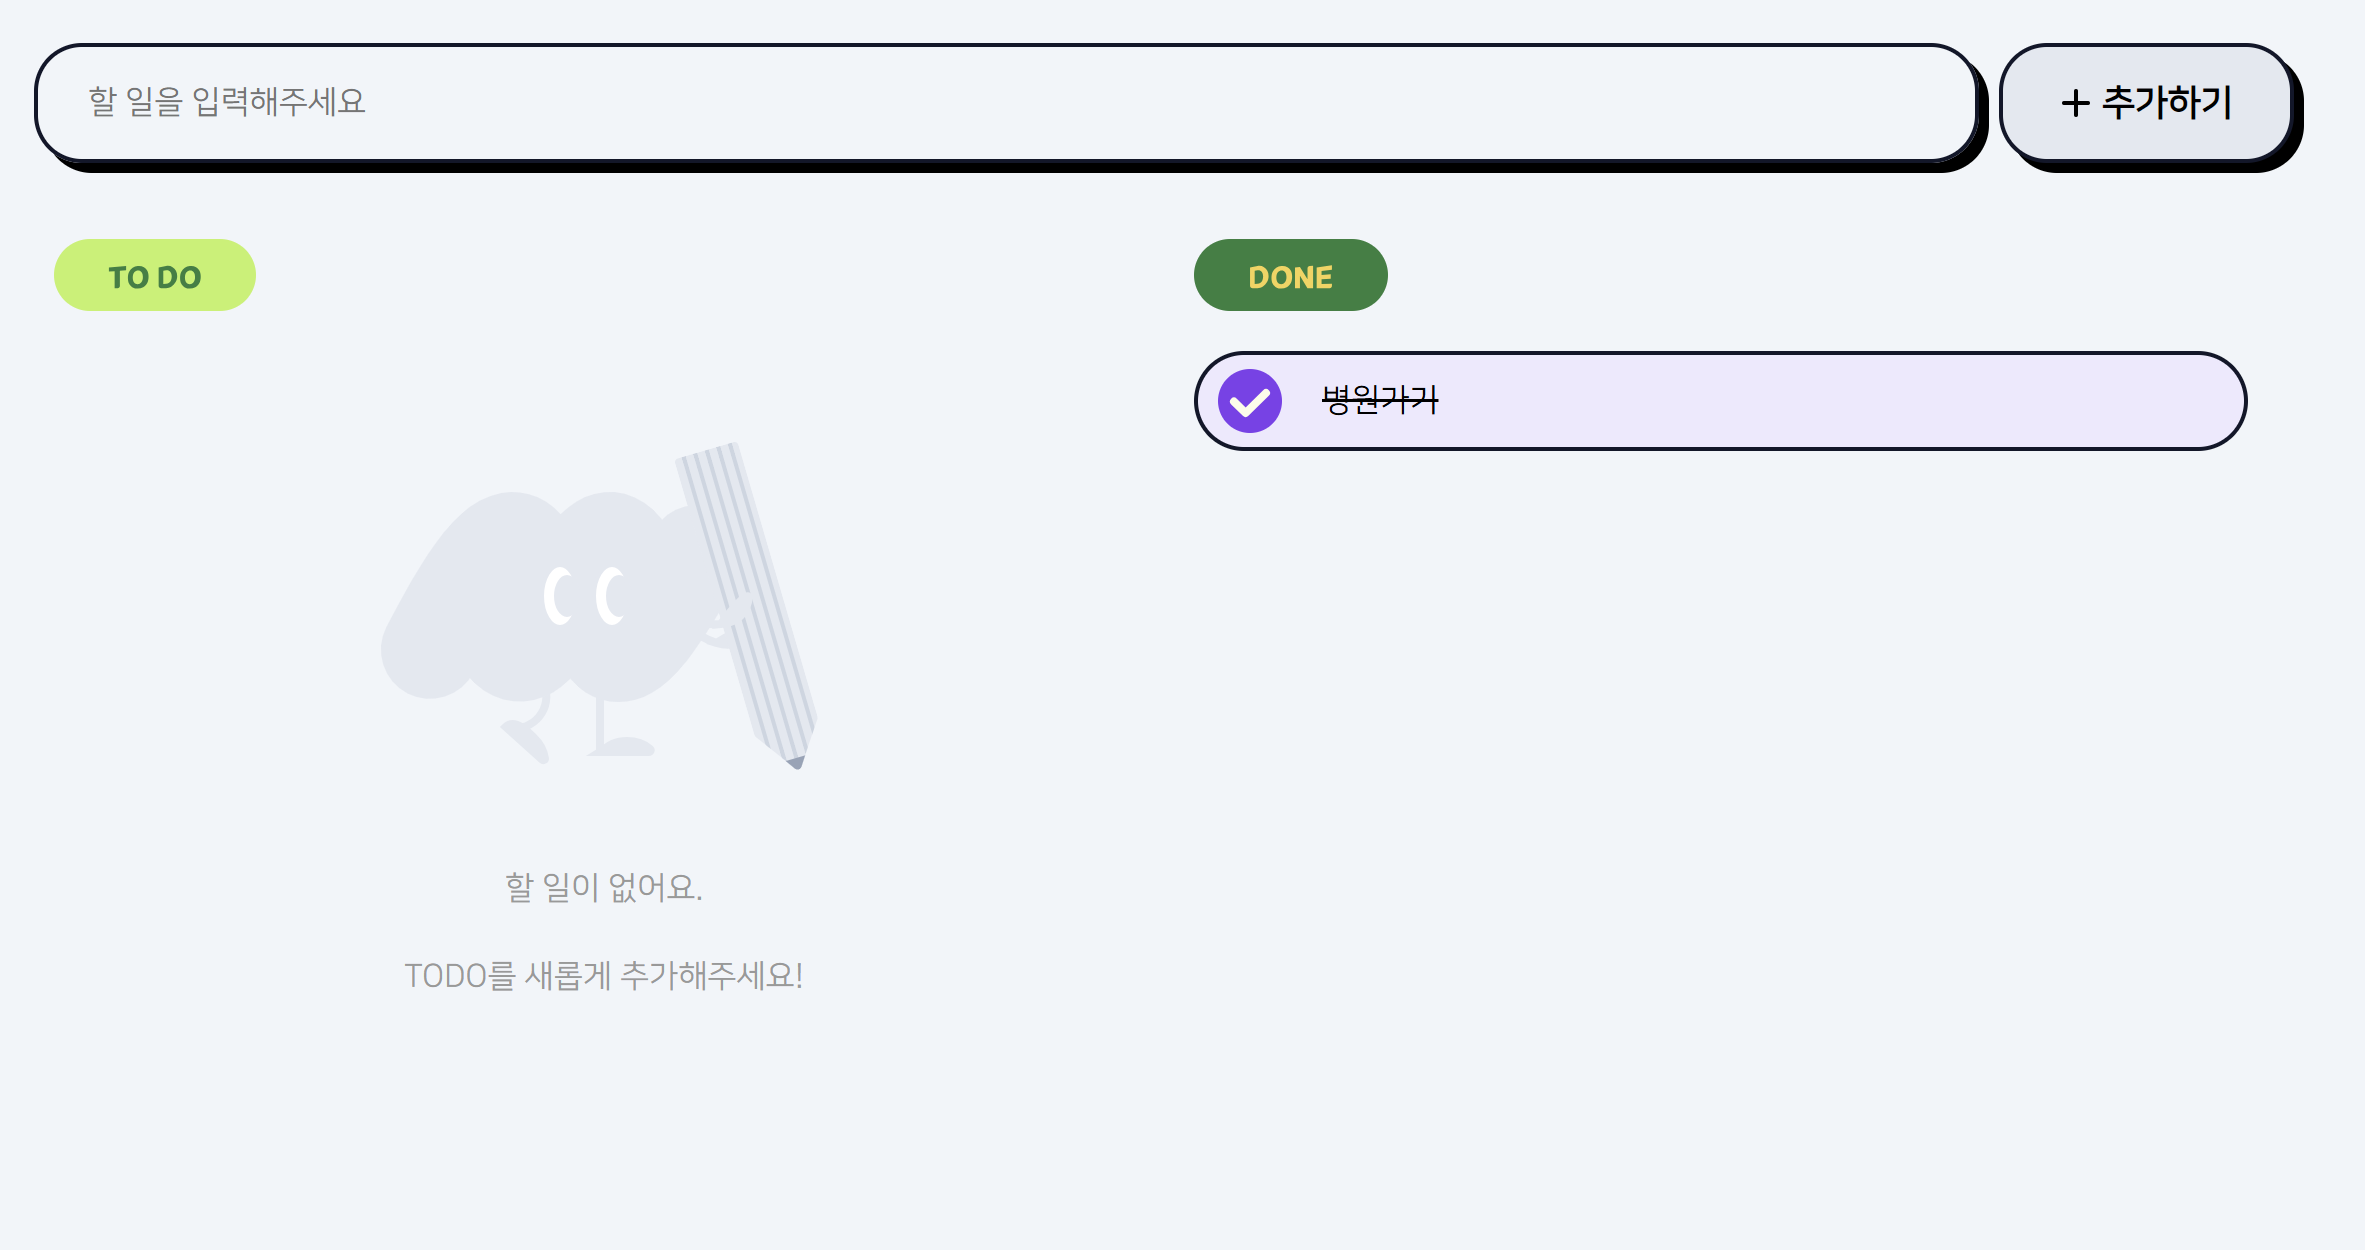 할 일을 입력해주세요
+ 추가하기
TO DO
DONE
병원가기
할 일이 없어요.
TODO를 새롭게 추가해주세요!